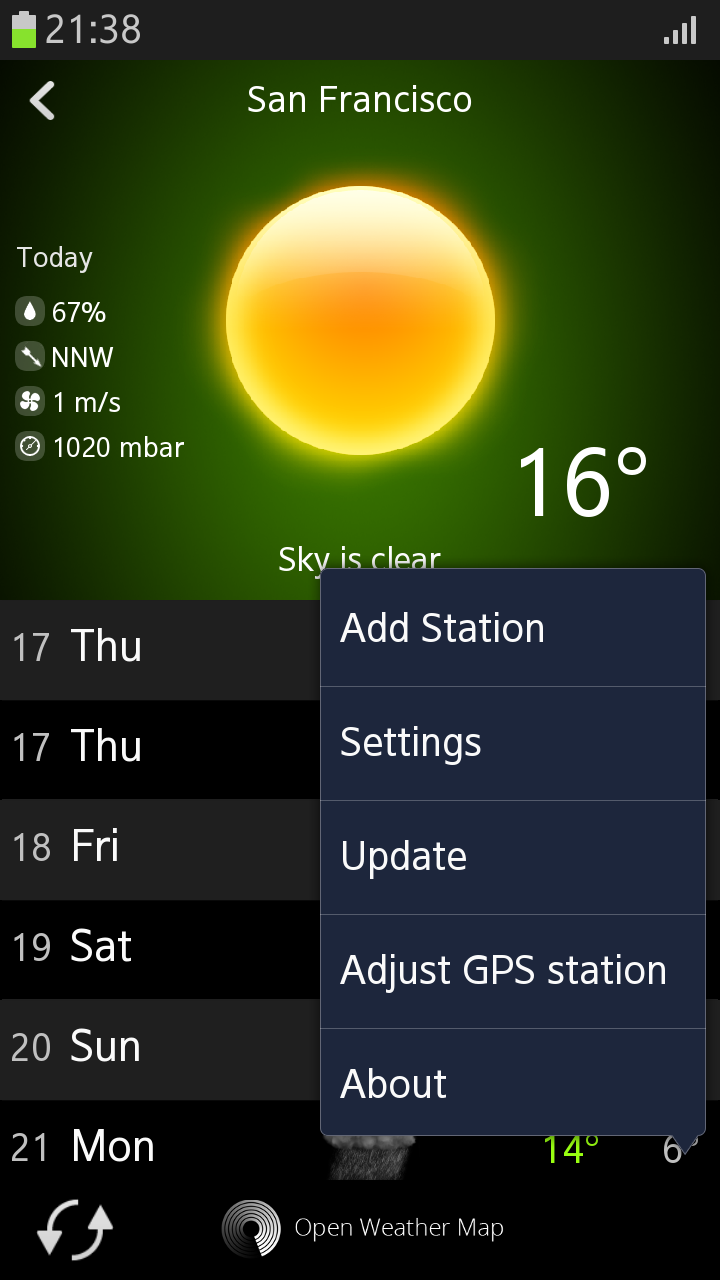 21:38
San Francisco
Today
67%
NNW
1 m/s
1020 mbar
16°
Sky is clear
17 Thu
17 Thu
18 Fri
19 Sat
20 Sun
21 Mon 14° 6°
Add Station
Settings
Update
Adjust GPS station
About
Open Weather Map